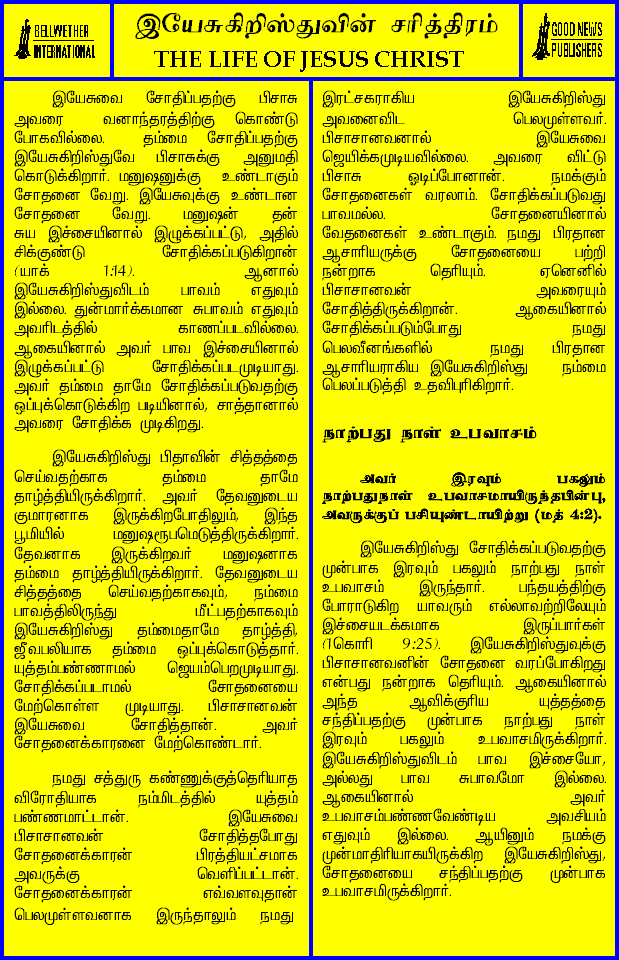 BELLWETHER
INTERNATIONAL
இயேசுகிறிஸ்துவின் சரித்திரம்
THE LIFE OF JESUS CHRIST
GOOD NEWS
PUBLISHERS
இயேசுவை சோதிப்பதற்கு பிசாசு
அவரை வனாந்தரத்திற்கு கொண்டு
போகவில்லை. தம்மை சோதிப்பதற்கு
இயேசுகிறிஸ்துவே பிசாசுக்கு அனுமதி
கொடுக்கிறார். மனுஷனுக்கு உண்டாகும்
சோதனை வேறு. இயேசுவுக்கு உண்டான
சோதனை வேறு. மனுஷன் தன்
சுய இச்சையினால் இழுக்கப்பட்டு, அதில்
சிக்குண்டு சோதிக்கப்படுகிறான்
(யாக் 1:14). ஆனால்
இயேசுகிறிஸ்துவிடம் பாவம் எதுவும்
இல்லை. துன்மார்க்கமான சுபாவம் எதுவும்
அவரிடத்தில் காணப்படவில்லை.
ஆகையினால் அவர் பாவ இச்சையினால்
இழுக்கப்பட்டு சோதிக்கப்படமுடியாது.
அவர் தம்மை தாமே சோதிக்கப்படுவதற்கு
ஒப்புக்கொடுக்கிற படியினால், சாத்தானால்
அவரை சோதிக்க முடிகிறது.
இயேசுகிறிஸ்து பிதாவின் சித்தத்தை
செய்வதற்காக தம்மை தாமே
தாழ்த்தியிருக்கிறார். அவர் தேவனுடைய
குமாரனாக இருக்கிறபோதிலும், இந்த
பூமியில் மனுஷரூபமெடுத்திருக்கிறார்.
தேவனாக இருக்கிறவர் மனுஷனாக
தம்மை தாழ்த்தியிருக்கிறார். தேவனுடைய
சித்தத்தை செய்வதற்காகவும், நம்மை
பாவத்திலிருந்து மீட்பதற்காகவும்
இயேசுகிறிஸ்து தம்மைதாமே தாழ்த்தி,
ஜீவபலியாக தம்மை ஒப்புக்கொடுத்தார்.
யுத்தம்பண்ணாமல் ஜெயம்பெறமுடியாது.
சோதிக்கப்படாமல் சோதனையை
மேற்கொள்ள முடியாது. பிசாசானவன்
இயேசுவை சோதித்தான். அவர்
சோதனைக்காரனை மேற்கொண்டார்.
நமது சத்துரு கண்ணுக்குத்தெரியாத
விரோதியாக நம்மிடத்தில் யுத்தம்
பண்ணமாட்டான். இயேசுவை
பிசாசானவன் சோதித்தபோது
சோதனைக்காரன் பிரத்தியட்சமாக
அவருக்கு வெளிப்பட்டான்.
சோதனைக்காரன் எவ்வளவுதான்
பெலமுள்ளவனாக இருந்தாலும் நமது
இரட்சகராகிய இயேசுகிறிஸ்து
அவனைவிட பெலமுள்ளவர்.
பிசாசானவனால் இயேசுவை
ஜெயிக்கமுடியவில்லை. அவரை விட்டு
பிசாசு ஓடிப்போனான். நமக்கும்
சோதனைகள் வரலாம். சோதிக்கப்படுவது
பாவமல்ல. சோதனையினால்
வேதனைகள் உண்டாகும். நமது பிரதான
ஆசாரியருக்கு சோதனையை பற்றி
நன்றாக தெரியும். ஏனெனில்
பிசாசானவன் அவரையும்
சோதித்திருக்கிறான். ஆகையினால்
சோதிக்கப்படும்போது நமது
பெலவீனங்களில் நமது பிரதான
ஆசாரியராகிய இயேசுகிறிஸ்து நம்மை
பெலப்படுத்தி உதவிபுரிகிறார்.
நாற்பது நாள் உபவாசம்
அவர் இரவும் பகலும்
நாற்பதுநாள் உபவாசமாயிருந்தபின்பு,
அவருக்குப் பசியுண்டாயிற்று (மத் 4:2).
இயேசுகிறிஸ்து சோதிக்கப்படுவதற்கு
முன்பாக இரவும் பகலும் நாற்பது நாள்
உபவாசம் இருந்தார். பந்தயத்திற்கு
போராடுகிற யாவரும் எல்லாவற்றிலேயும்
இச்சையடக்கமாக இருப்பார்கள்
(1கொரி 9:25). இயேசுகிறிஸ்துவுக்கு
பிசாசானவனின் சோதனை வரப்போகிறது
என்பது நன்றாக தெரியும். ஆகையினால்
அந்த ஆவிக்குரிய யுத்தத்தை
சந்திப்பதற்கு முன்பாக நாற்பது நாள்
இரவும் பகலும் உபவாசமிருக்கிறார்.
இயேசுகிறிஸ்துவிடம் பாவ இச்சையோ,
அல்லது பாவ சுபாவமோ இல்லை.
ஆகையினால் அவர்
உபவாசம்பண்ணவேண்டிய அவசியம்
எதுவும் இல்லை. ஆயினும் நமக்கு
முன்மாதிரியாகயிருக்கிற இயேசுகிறிஸ்து,
சோதனையை சந்திப்பதற்கு முன்பாக
உபவாசமிருக்கிறார்.